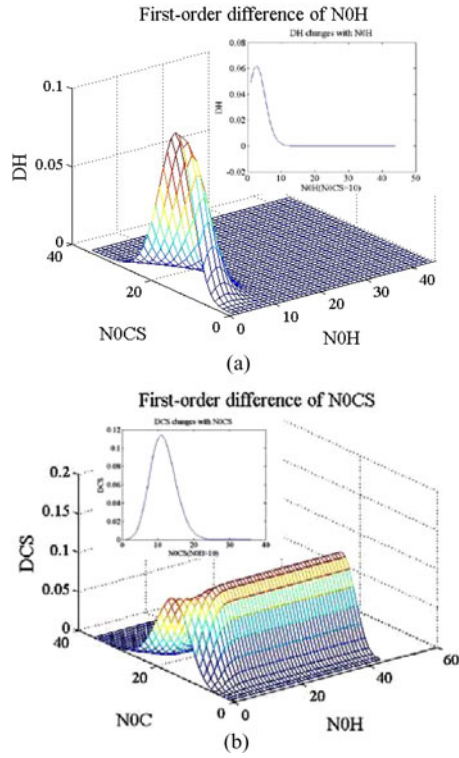 First-order difference of N0H
DH changes with N0H
0.08
0.06
0.04
0.02
0
-0.02
DH
0 10 20 30 40 50
N0H(N0CS=10)
0.1
0.05
0
DH
40
20
0
N0CS
0
10
20
30
40
N0H
(a)
First-order difference of N0CS
DCS changes with N0CS
0.12
0.1
0.08
0.06
0.04
0.02
0
DCS
0 10 20 30 40
N0CS(N0H=10)
0.2
0.15
0.1
0.05
0
DCS
40
20
0
N0C
0
20
40
60
N0H
(b)